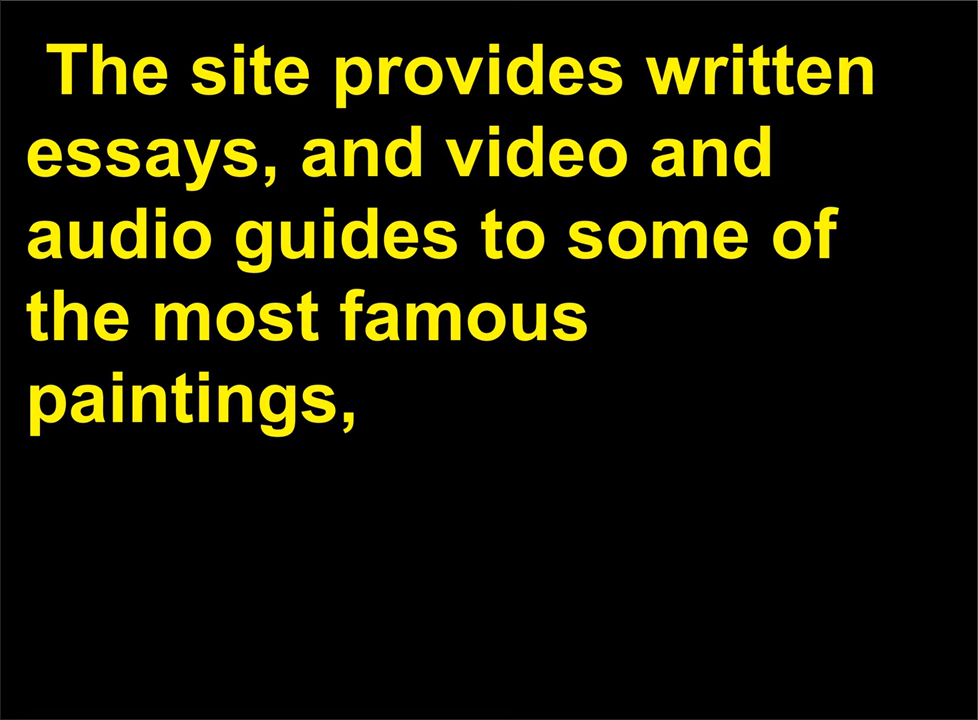 The site provides written
essays, and video and
audio guides to some of
the most famous
paintings,